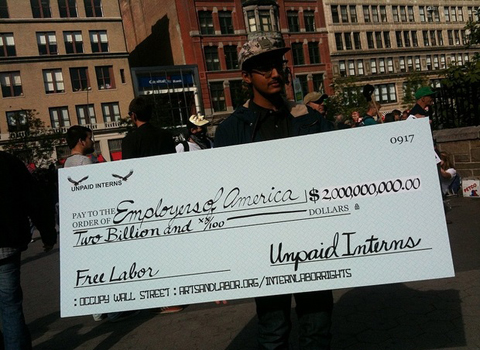 UNPAID INTERNS
0917
PAY TO THE
ORDER OF Employers of America $ 2,000,000,000.00
Two Billion and xx/100 DOLLARS
Free Labor Unpaid Interns
: OCCUPY WALL STREET : ARTSANDLABOR.ORG/INTERNLABORRIGHTS